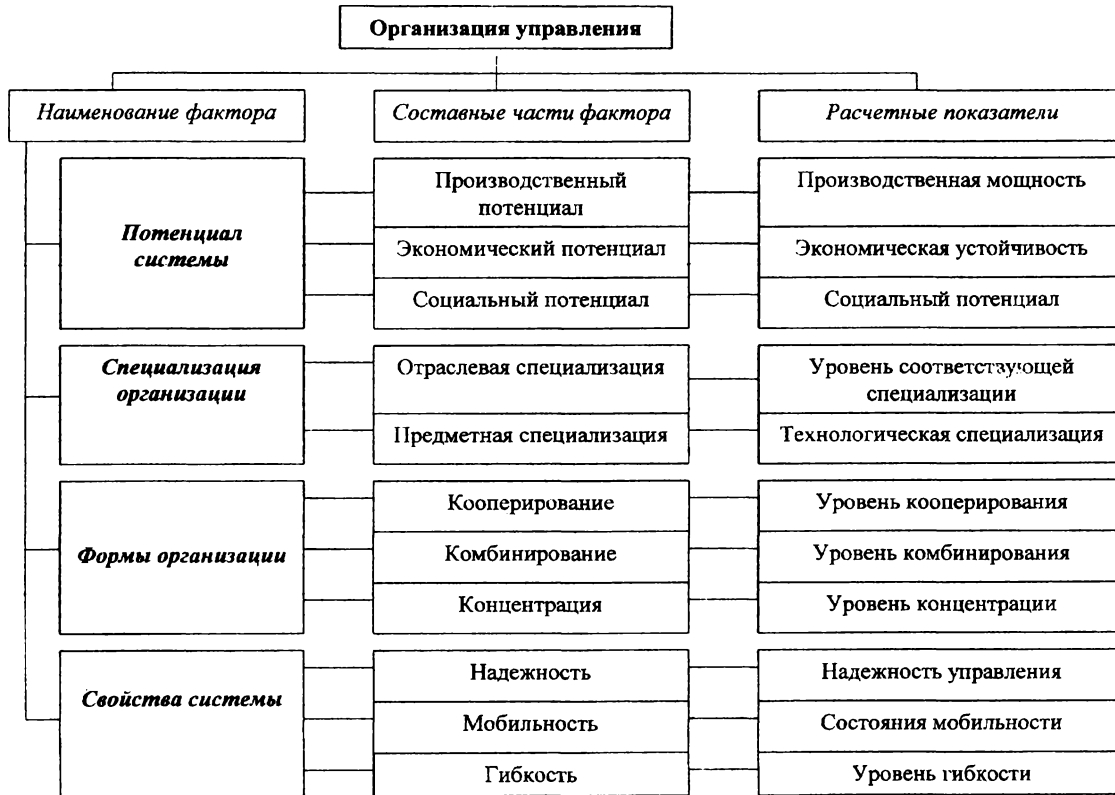 Организация управления
Наименование фактора
Составные части фактора
Расчетные показатели
Потенциал
системы
Производственный
потенциал
Производственная мощность
Экономический потенциал
Экономическая устойчивость
Социальный потенциал
Социальный потенциал
Специализация
организации
Отраслевая специализация
Уровень соответствующей
специализации
Предметная специализация
Технологическая специализация
Формы организации
Кооперирование
Уровень кооперирования
Комбинирование
Уровень комбинирования
Концентрация
Уровень концентрации
Свойства системы
Надежность
Надежность управления
Мобильность
Состояния мобильности
Гибкость
Уровень гибкости